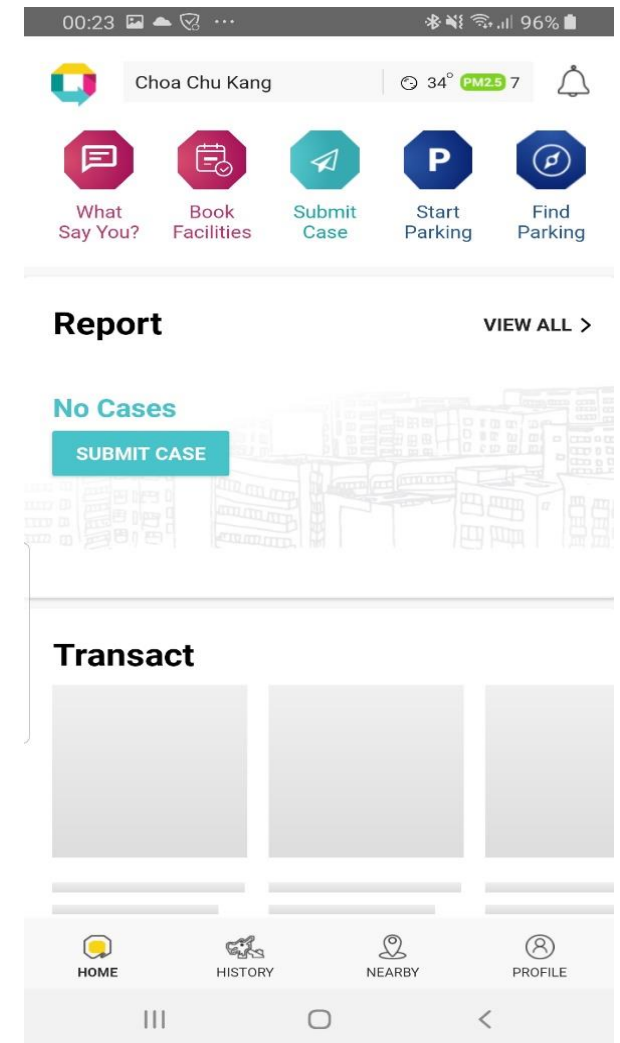 00:23 96%
Choa Chu Kang 34° PM2.5 7
What Say You?
Book Facilities
Submit Case
P
Start Parking
Find Parking
Report VIEW ALL >
No Cases
SUBMIT CASE
Transact
HOME HISTORY NEARBY PROFILE